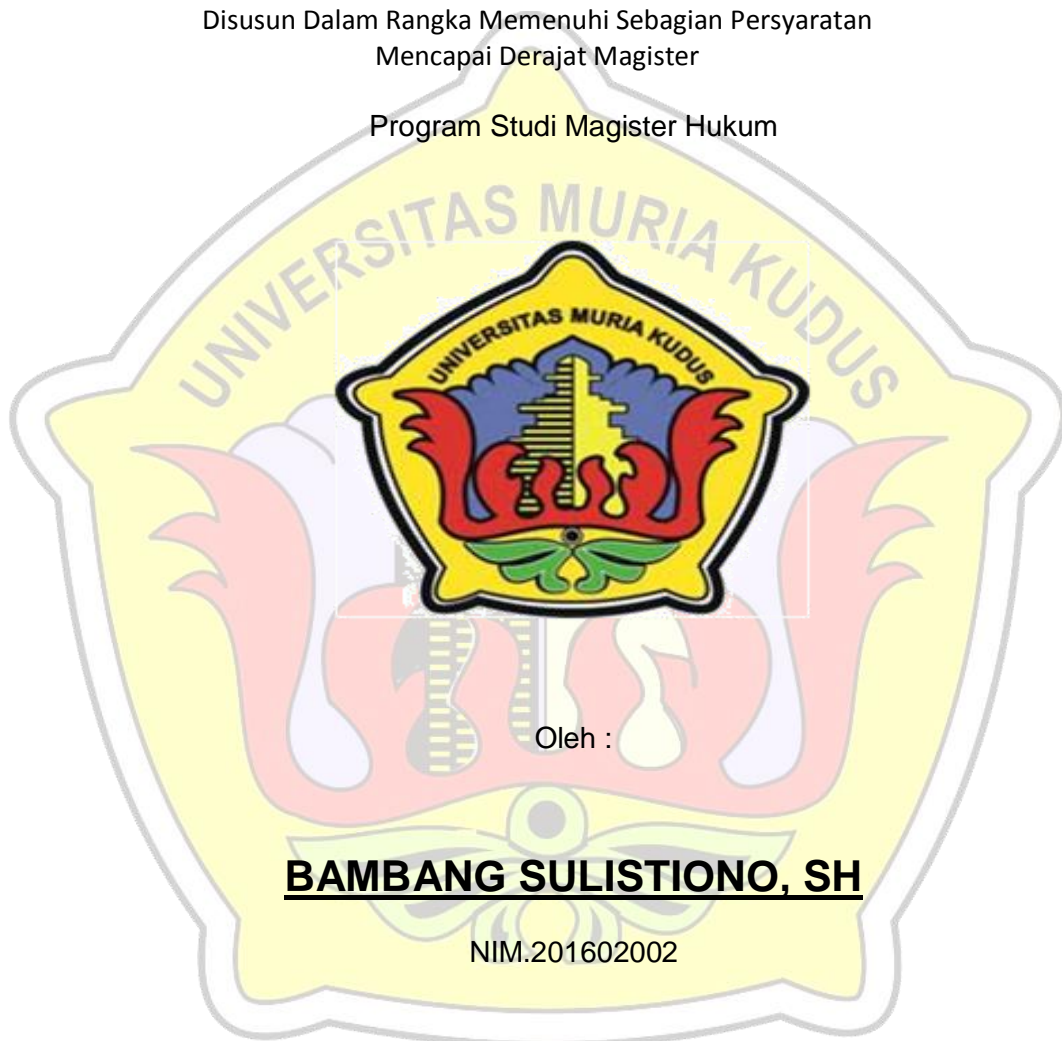 Disusun Dalam Rangka Memenuhi Sebagian Persyaratan
Mencapai Derajat Magister
Program Studi Magister Hukum
UNIVERSITAS MURIA KUDUS
UNIVERSITAS MURIA KUDUS
Oleh :
BAMBANG SULISTIONO, SH
NIM.201602002